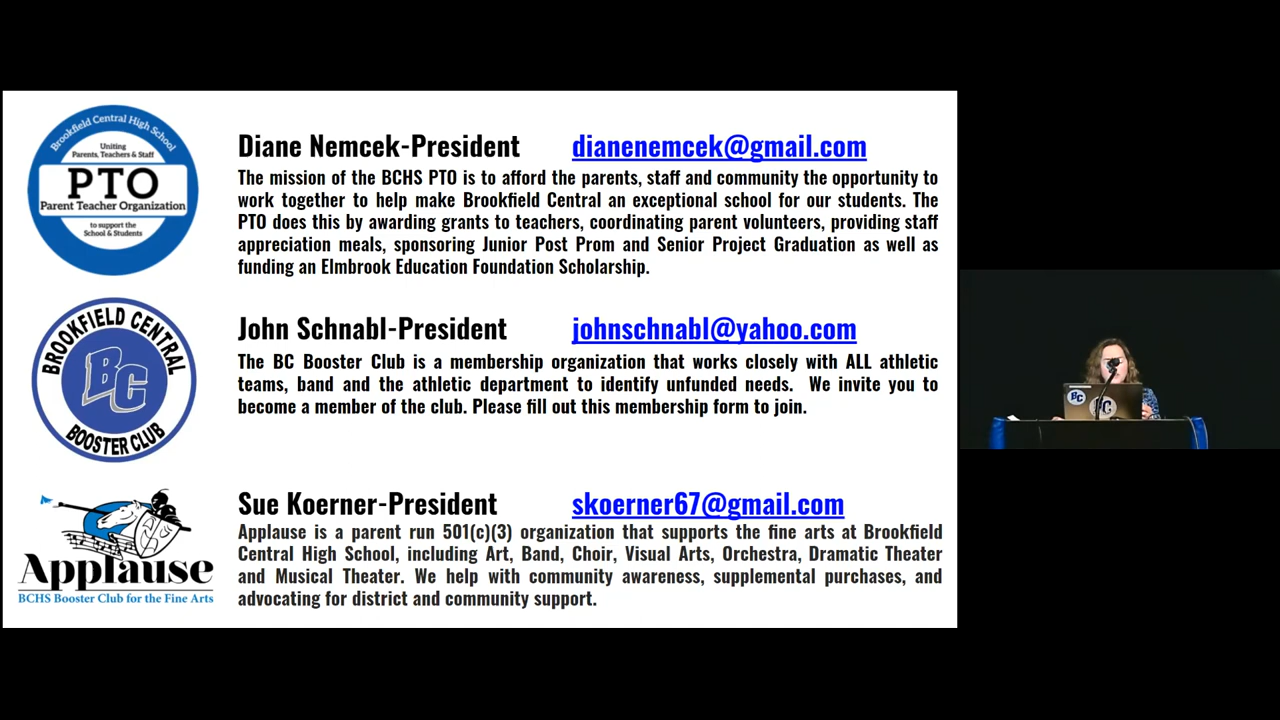 Brookfield Central High School
Uniting
Parents, Teachers & Staff
PTO
Parent Teacher Organization
to support the
School & Students
Diane Nemcek-President dianenemcek@gmail.com
The mission of the BCHS PTO is to afford the parents, staff and community the opportunity to
work together to help make Brookfield Central an exceptional school for our students. The
PTO does this by awarding grants to teachers, coordinating parent volunteers, providing staff
appreciation meals, sponsoring Junior Post Prom and Senior Project Graduation as well as
funding an Elmbrook Education Foundation Scholarship.
BROOKFIELD CENTRAL
BC
BOOSTER CLUB
John Schnabl-President johnschnabl@yahoo.com
The BC Booster Club is a membership organization that works closely with ALL athletic
teams, band and the athletic department to identify unfunded needs. We invite you to
become a member of the club. Please fill out this membership form to join.
Applause
BCHS Booster Club for the Fine Arts
Sue Koerner-President skoerner67@gmail.com
Applause is a parent run 501(c)(3) organization that supports the fine arts at Brookfield
Central High School, including Art, Band, Choir, Visual Arts, Orchestra, Dramatic Theater
and Musical Theater. We help with community awareness, supplemental purchases, and
advocating for district and community support.
BC
BC